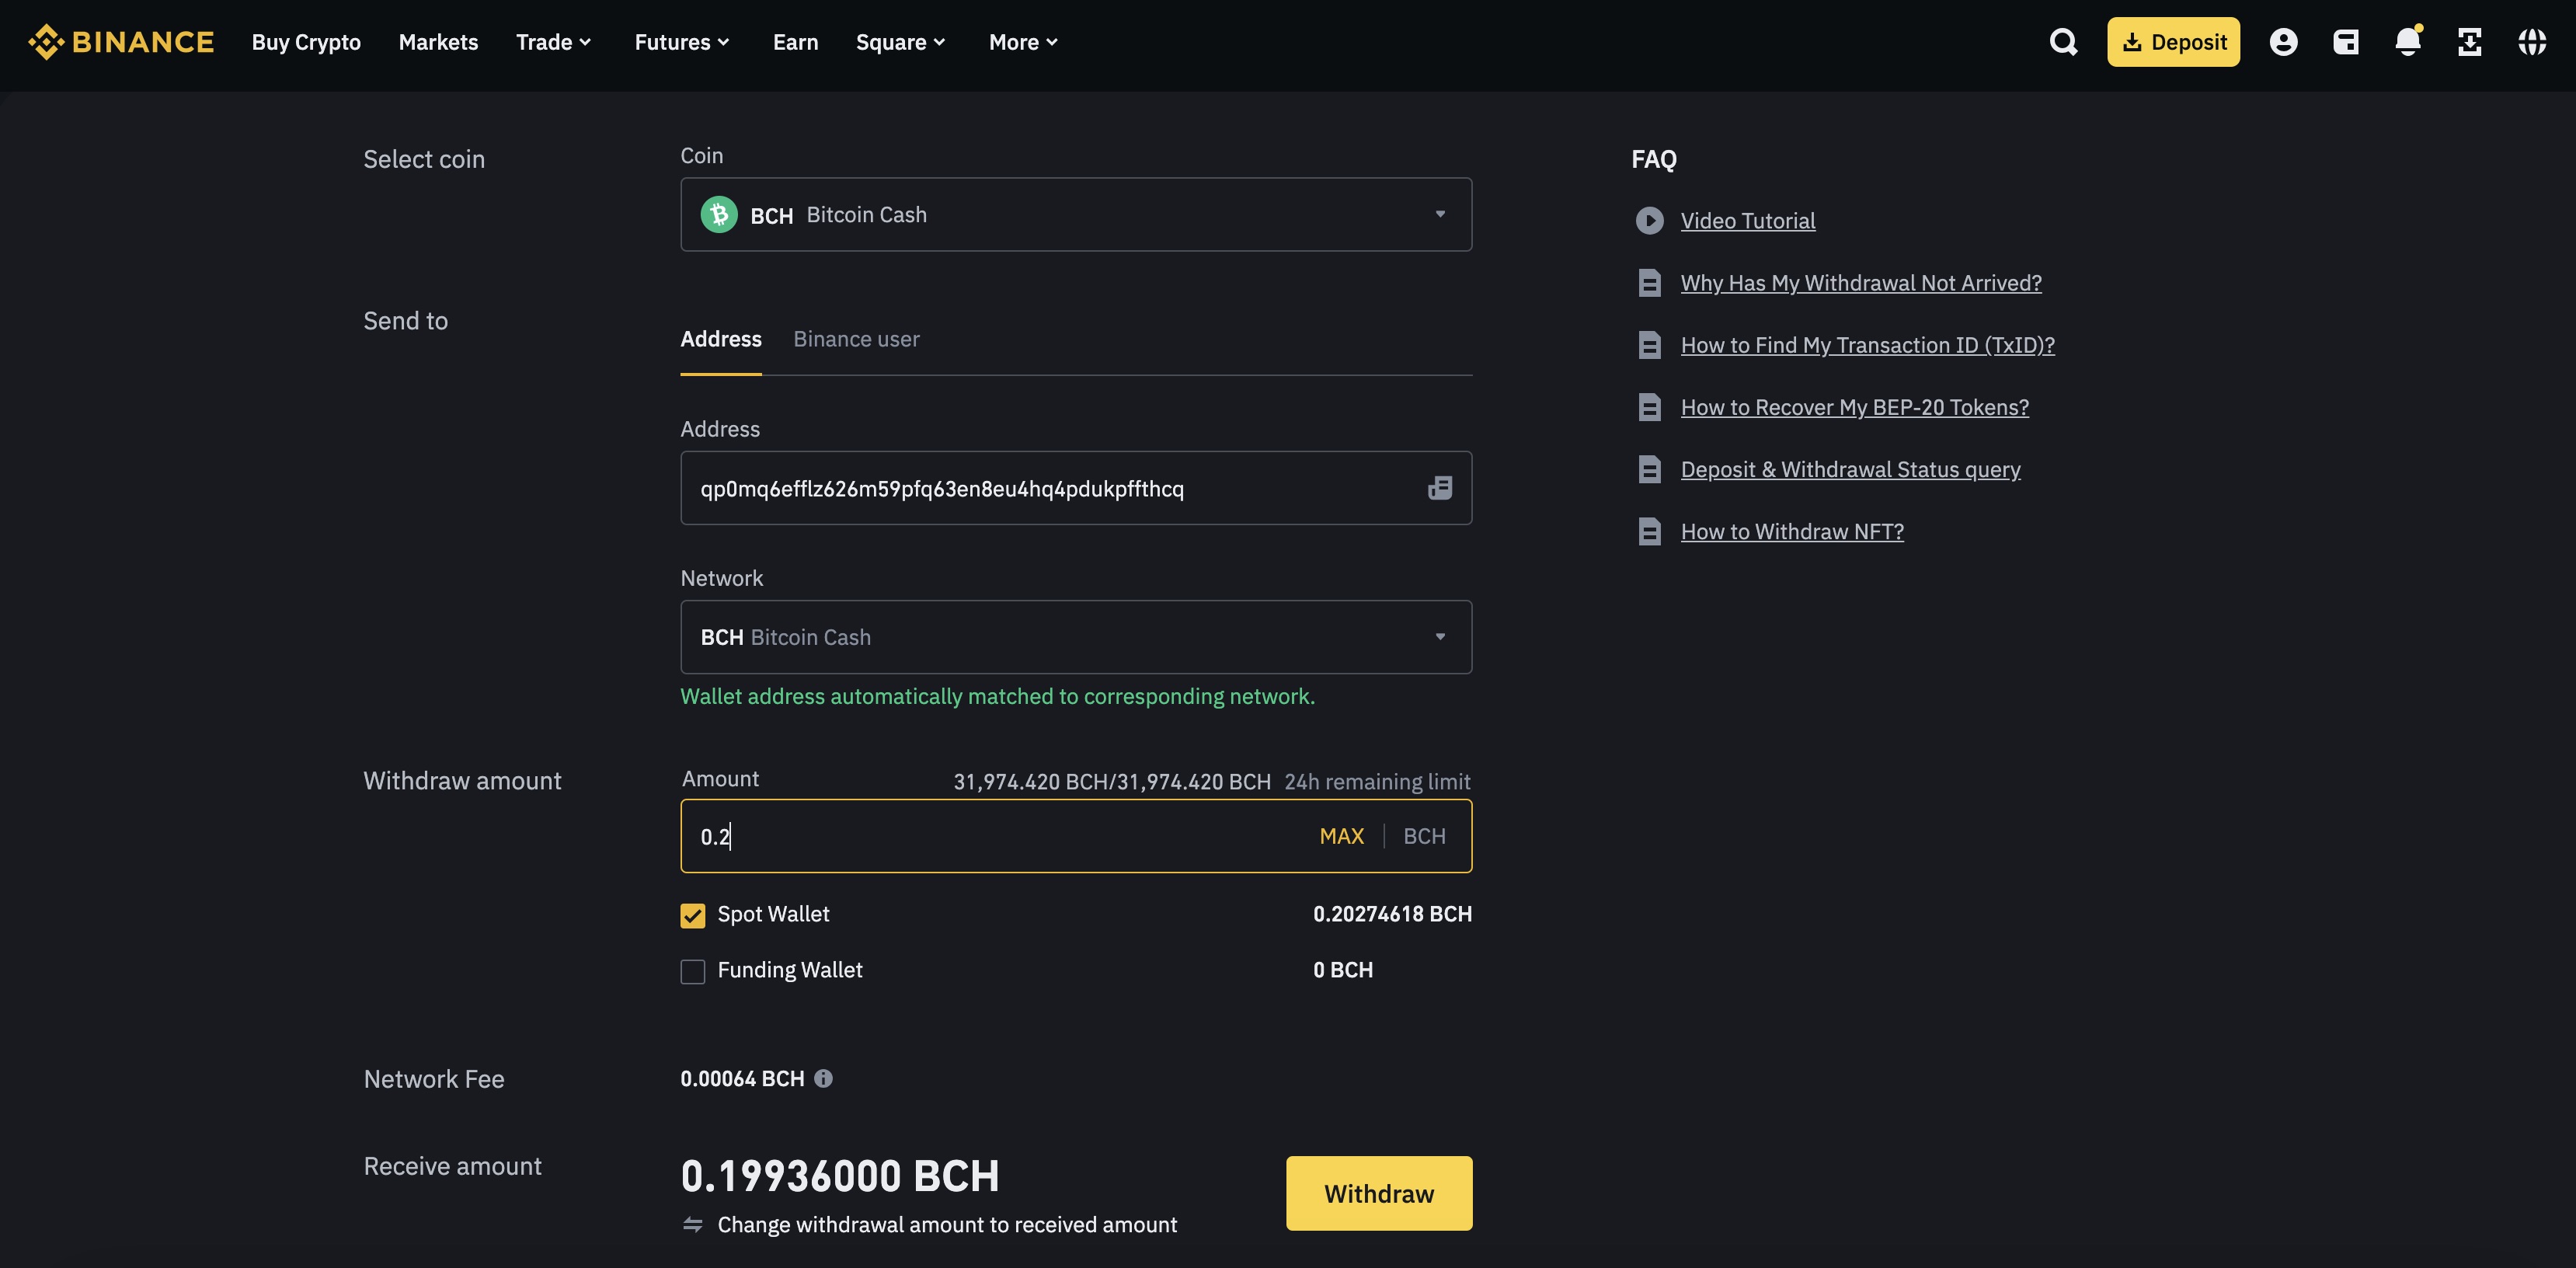 BINANCE Buy Crypto Markets Trade Futures Earn Square More Deposit
Select coin
Coin
BCH Bitcoin Cash
Send to
Address Binance user
Address
qp0mq6efflz626m59pfq63en8eu4hq4pdukpffthcq
Network
BCH Bitcoin Cash
Wallet address automatically matched to corresponding network.
Withdraw amount
Amount 31,974.420 BCH/31,974.420 BCH 24h remaining limit
0.2 MAX BCH
Spot Wallet 0.20274618 BCH
Funding Wallet 0 BCH
Network Fee 0.00064 BCH
Receive amount
0.19936000 BCH
Change withdrawal amount to received amount
Withdraw
FAQ
Video Tutorial
Why Has My Withdrawal Not Arrived?
How to Find My Transaction ID (TxID)?
How to Recover My BEP-20 Tokens?
Deposit & Withdrawal Status query
How to Withdraw NFT?